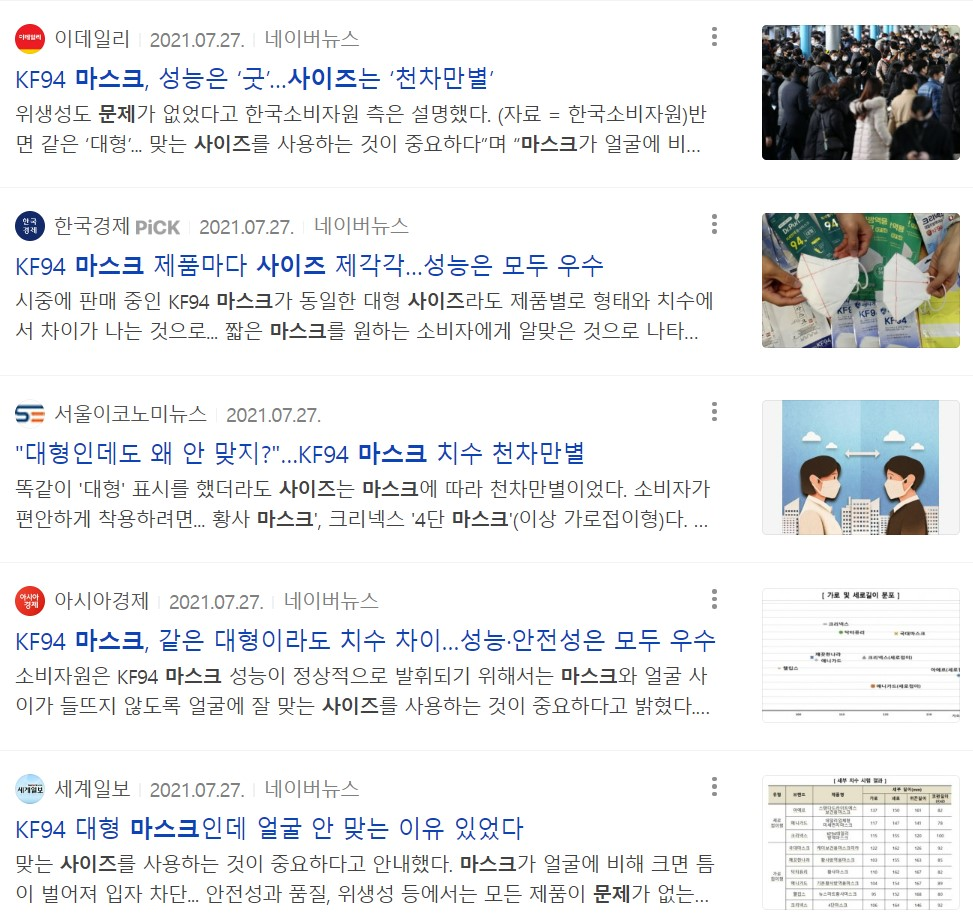 이데일리 2021.07.27. 네이버뉴스
KF94 마스크, 성능은 ‘굿’...사이즈는 ‘천차만별’
위생성도 문제가 없었다고 한국소비자원 측은 설명했다. (자료 = 한국소비자원)반
면 같은 ‘대형’... 맞는 사이즈를 사용하는 것이 중요하다”며 “마스크가 얼굴에 비...
한국경제 PiCK 2021.07.27. 네이버뉴스
KF94 마스크 제품마다 사이즈 제각각...성능은 모두 우수
시중에 판매 중인 KF94 마스크가 동일한 대형 사이즈라도 제품별로 형태와 치수에
서 차이가 나는 것으로... 짧은 마스크를 원하는 소비자에게 알맞은 것으로 나타...
서울이코노미뉴스 2021.07.27.
"대형인데도 왜 안 맞지?"...KF94 마스크 치수 천차만별
똑같이 '대형' 표시를 했더라도 사이즈는 마스크에 따라 천차만별이었다. 소비자가
편안하게 착용하려면... 황사 마스크', 크리넥스 '4단 마스크'(이상 가로접이형)다. ...
아시아경제 2021.07.27. 네이버뉴스
KF94 마스크, 같은 대형이라도 치수 차이...성능·안전성은 모두 우수
소비자원은 KF94 마스크 성능이 정상적으로 발휘되기 위해서는 마스크와 얼굴 사
이가 들뜨지 않도록 얼굴에 잘 맞는 사이즈를 사용하는 것이 중요하다고 밝혔다....
[ 가로 및 세로길이 분포 ]
세계일보 2021.07.27. 네이버뉴스
KF94 대형 마스크인데 얼굴 안 맞는 이유 있었다
맞는 사이즈를 사용하는 것이 중요하다고 안내했다. 마스크가 얼굴에 비해 크면 틈
이 벌어져 입자 차단... 안전성과 품질, 위생성 등에서는 모든 제품이 문제가 없는...
[ 세부 치수 시험 결과 ]